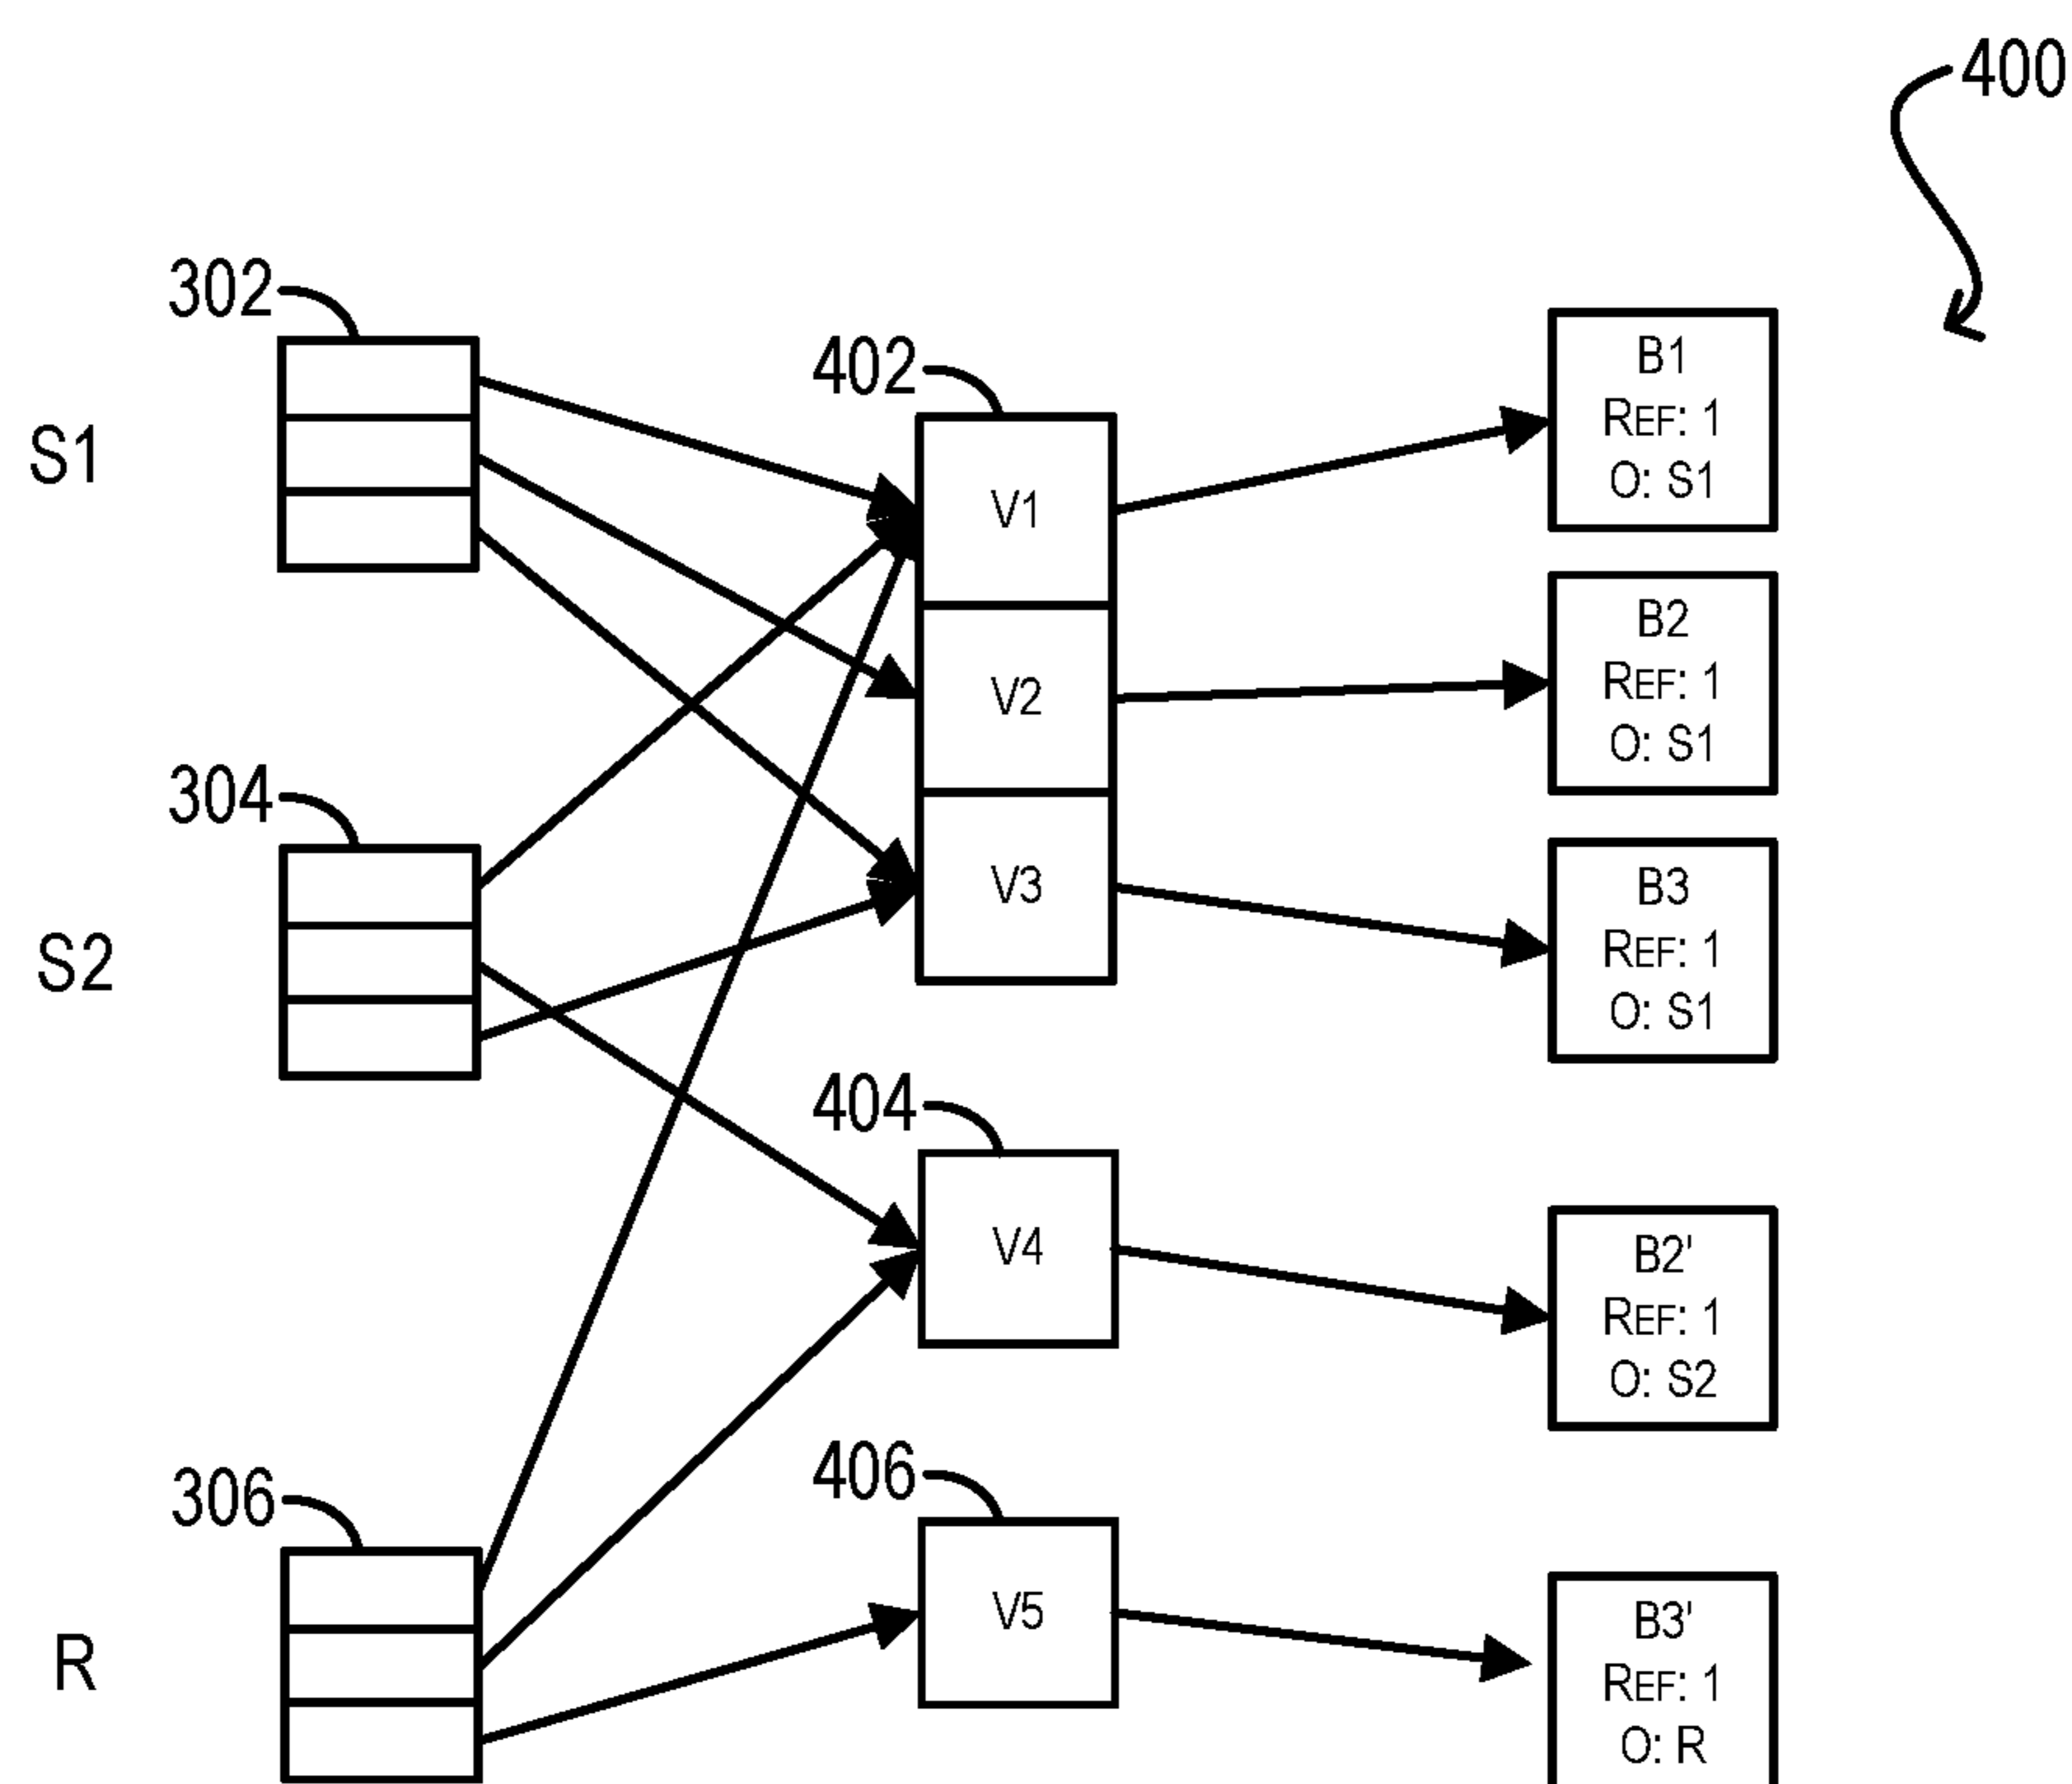 400
302
S1
402
V1
V2
V3
B1
REF: 1
O: S1
B2
REF: 1
O: S1
B3
REF: 1
O: S1
304
S2
404
V4
B2'
REF: 1
O: S2
306
R
406
V5
B3'
REF: 1
O: R